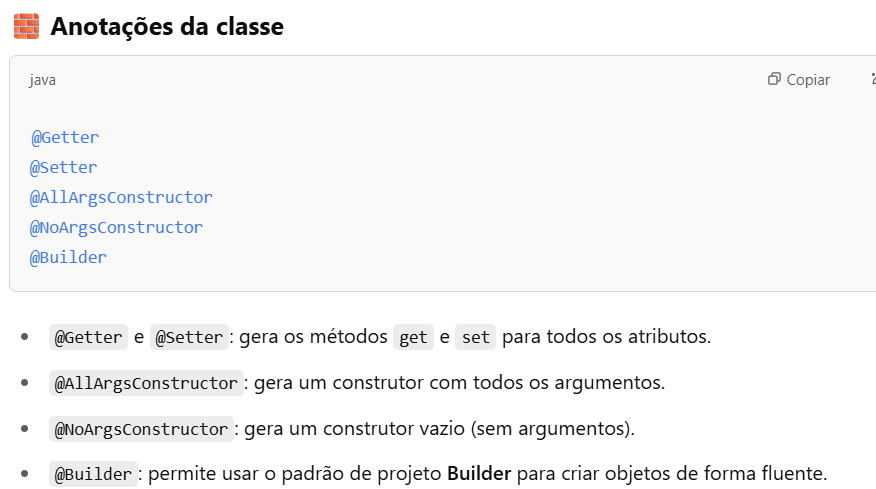 Anotações da classe
java
Copiar
@Getter
@Setter
@AllArgsConstructor
@NoArgsConstructor
@Builder
@Getter e @Setter: gera os métodos get e set para todos os atributos.
@AllArgsConstructor: gera um construtor com todos os argumentos.
@NoArgsConstructor: gera um construtor vazio (sem argumentos).
@Builder: permite usar o padrão de projeto Builder para criar objetos de forma fluente.